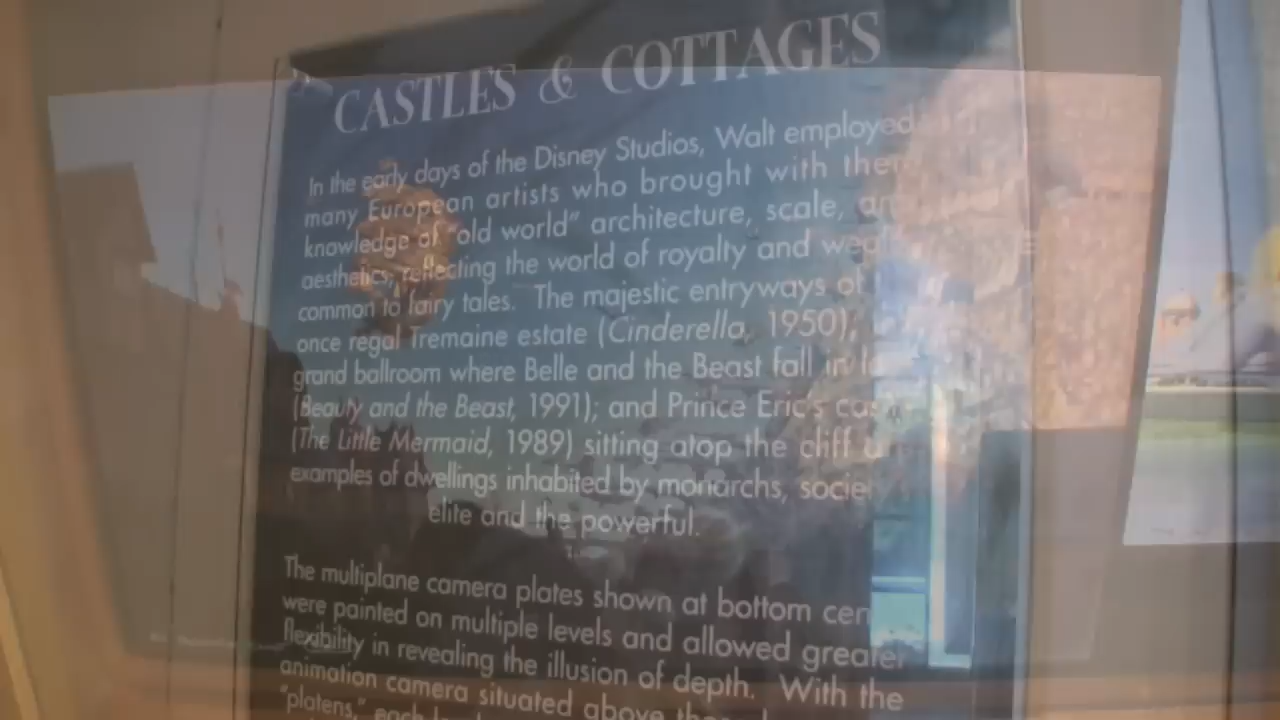 CASTLES & COTTAGES
In the early days of the Disney Studios, Walt employed
many European artists who brought with
knowledge of "old world" architecture, scale,
aesthetics, reflecting the world of royalty and
common to fairy tales. The majestic entryways of
once regal Tremaine estate (Cinderella, 1950);
grand ballroom where Belle and the Beast fall in
(Beauty and the Beast, 1991); and Prince Eric's
(The Little Mermaid, 1989) sitting atop the cliff
examples of dwellings inhabited by monarchs,
elite and the powerful.
The multiplane camera plates shown at bottom
were painted on multiple levels and allowed greater
flexibility in revealing the illusion of depth. With the
animation camera situated above
"platens," each